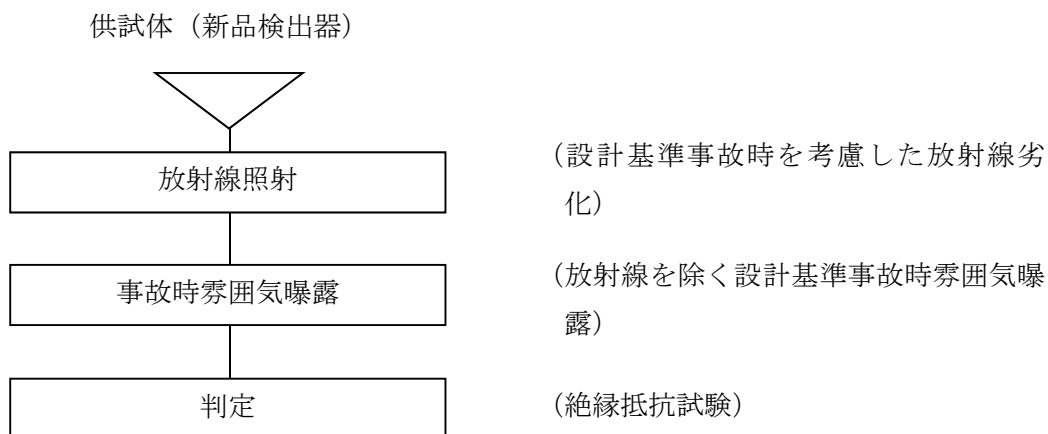 供試体（新品検出器）
放射線照射
（設計基準事故時を考慮した放射線劣
化）
事故時雰囲気曝露
（放射線を除く設計基準事故時雰囲気曝
露）
判定
（絶縁抵抗試験）